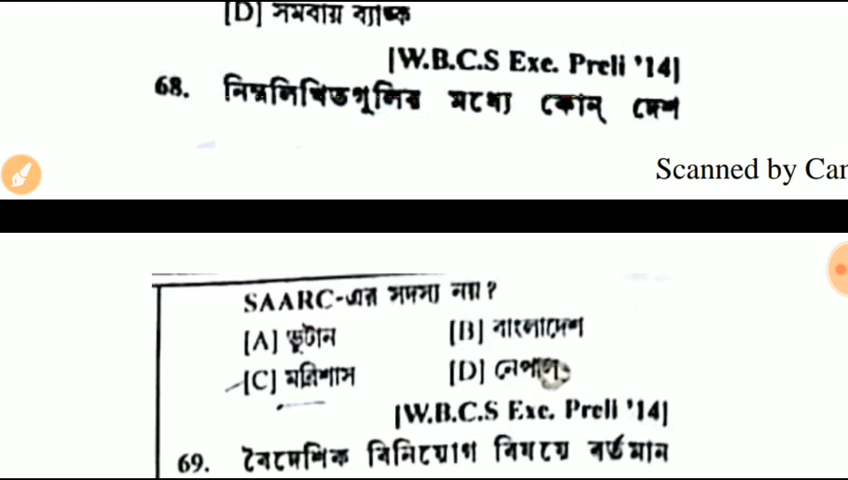 [D] সমবায় ব্যাঙ্ক
[W.B.C.S Exe. Preli '14]
68. নিম্নলিখিতগুলির মধ্যে কোন্ দেশ
Scanned by Car
SAARC-এর সদস্য নয়?
[A] ভূটান [B] বাংলাদেশ
[C] মরিশাস [D] নেপাল
[W.B.C.S Exe. Preli '14]
69. বৈদেশিক বিনিয়োগ বিষয়ে বর্তমান